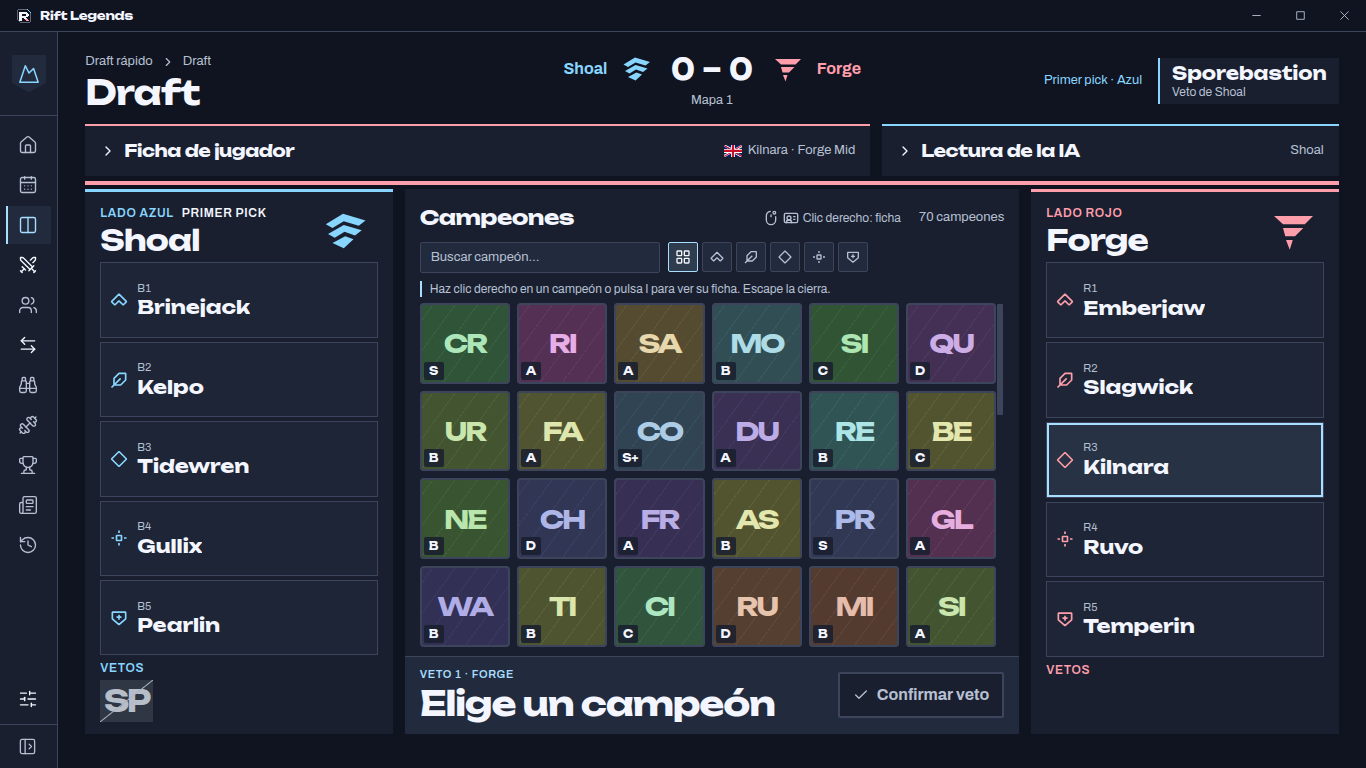 Rift Legends
Draft rápido > Draft
Draft
Shoal 0 – 0 Forge
Mapa 1
Primer pick · Azul
Sporebastion
Veto de Shoal
Ficha de jugador
Kilnara · Forge Mid
Lectura de la IA
Shoal
LADO AZUL PRIMER PICK
Shoal
B1
Brinejack
B2
Kelpo
B3
Tidewren
B4
Gullix
B5
Pearlin
VETOS
SP
Campeones
Clic derecho: ficha
70 campeones
Buscar campeón...
Haz clic derecho en un campeón o pulsa I para ver su ficha. Escape la cierra.
CR RI SA MO SI QU
S A A B C D
UR FA CO DU RE BE
B A S+ A B C
NE CH FR AS PR GL
B D A B S A
WA TI CI RU MI SI
B B C D B A
VETO 1 · FORGE
Elige un campeón
Confirmar veto
LADO ROJO
Forge
R1
Emberjaw
R2
Slagwick
R3
Kilnara
R4
Ruvo
R5
Temperin
VETOS